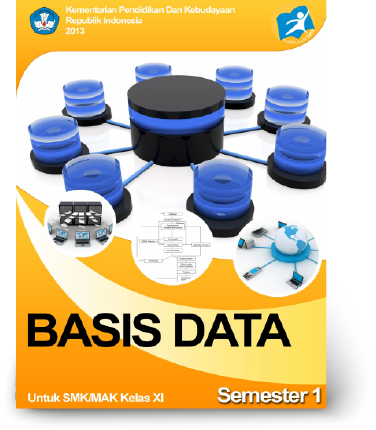 Kementerian Pendidikan Dan Kebudayaan
Republik Indonesia
2013
BASIS DATA
Untuk SMK/MAK Kelas XI
Semester 1